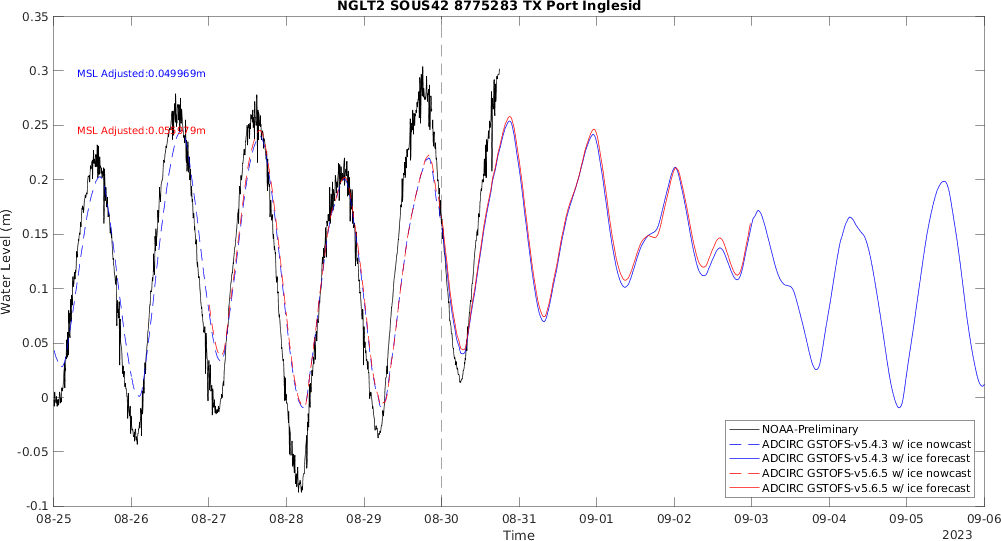 NGLT2 SOUS42 8775283 TX Port Inglesid
0.35
0.3
0.25
0.2
0.15
0.1
0.05
0
-0.05
-0.1
Water Level (m)
MSL Adjusted:0.049969m
MSL
NOAA-Preliminary
ADCIRC GSTOFS-v5.4.3 w/ ice nowcast
ADCIRC GSTOFS-v5.4.3 w/ ice forecast
ADCIRC GSTOFS-v5.6.5 w/ ice nowcast
ADCIRC GSTOFS-v5.6.5 w/ ice forecast
08-25 08-26 08-27 08-28 08-29 08-30 08-31 09-01 09-02 09-03 09-04 09-05 09-06
Time
2023